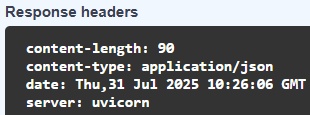 Response headers
content-length: 90
content-type: application/json
date: Thu,31 Jul 2025 10:26:06 GMT
server: uvicorn